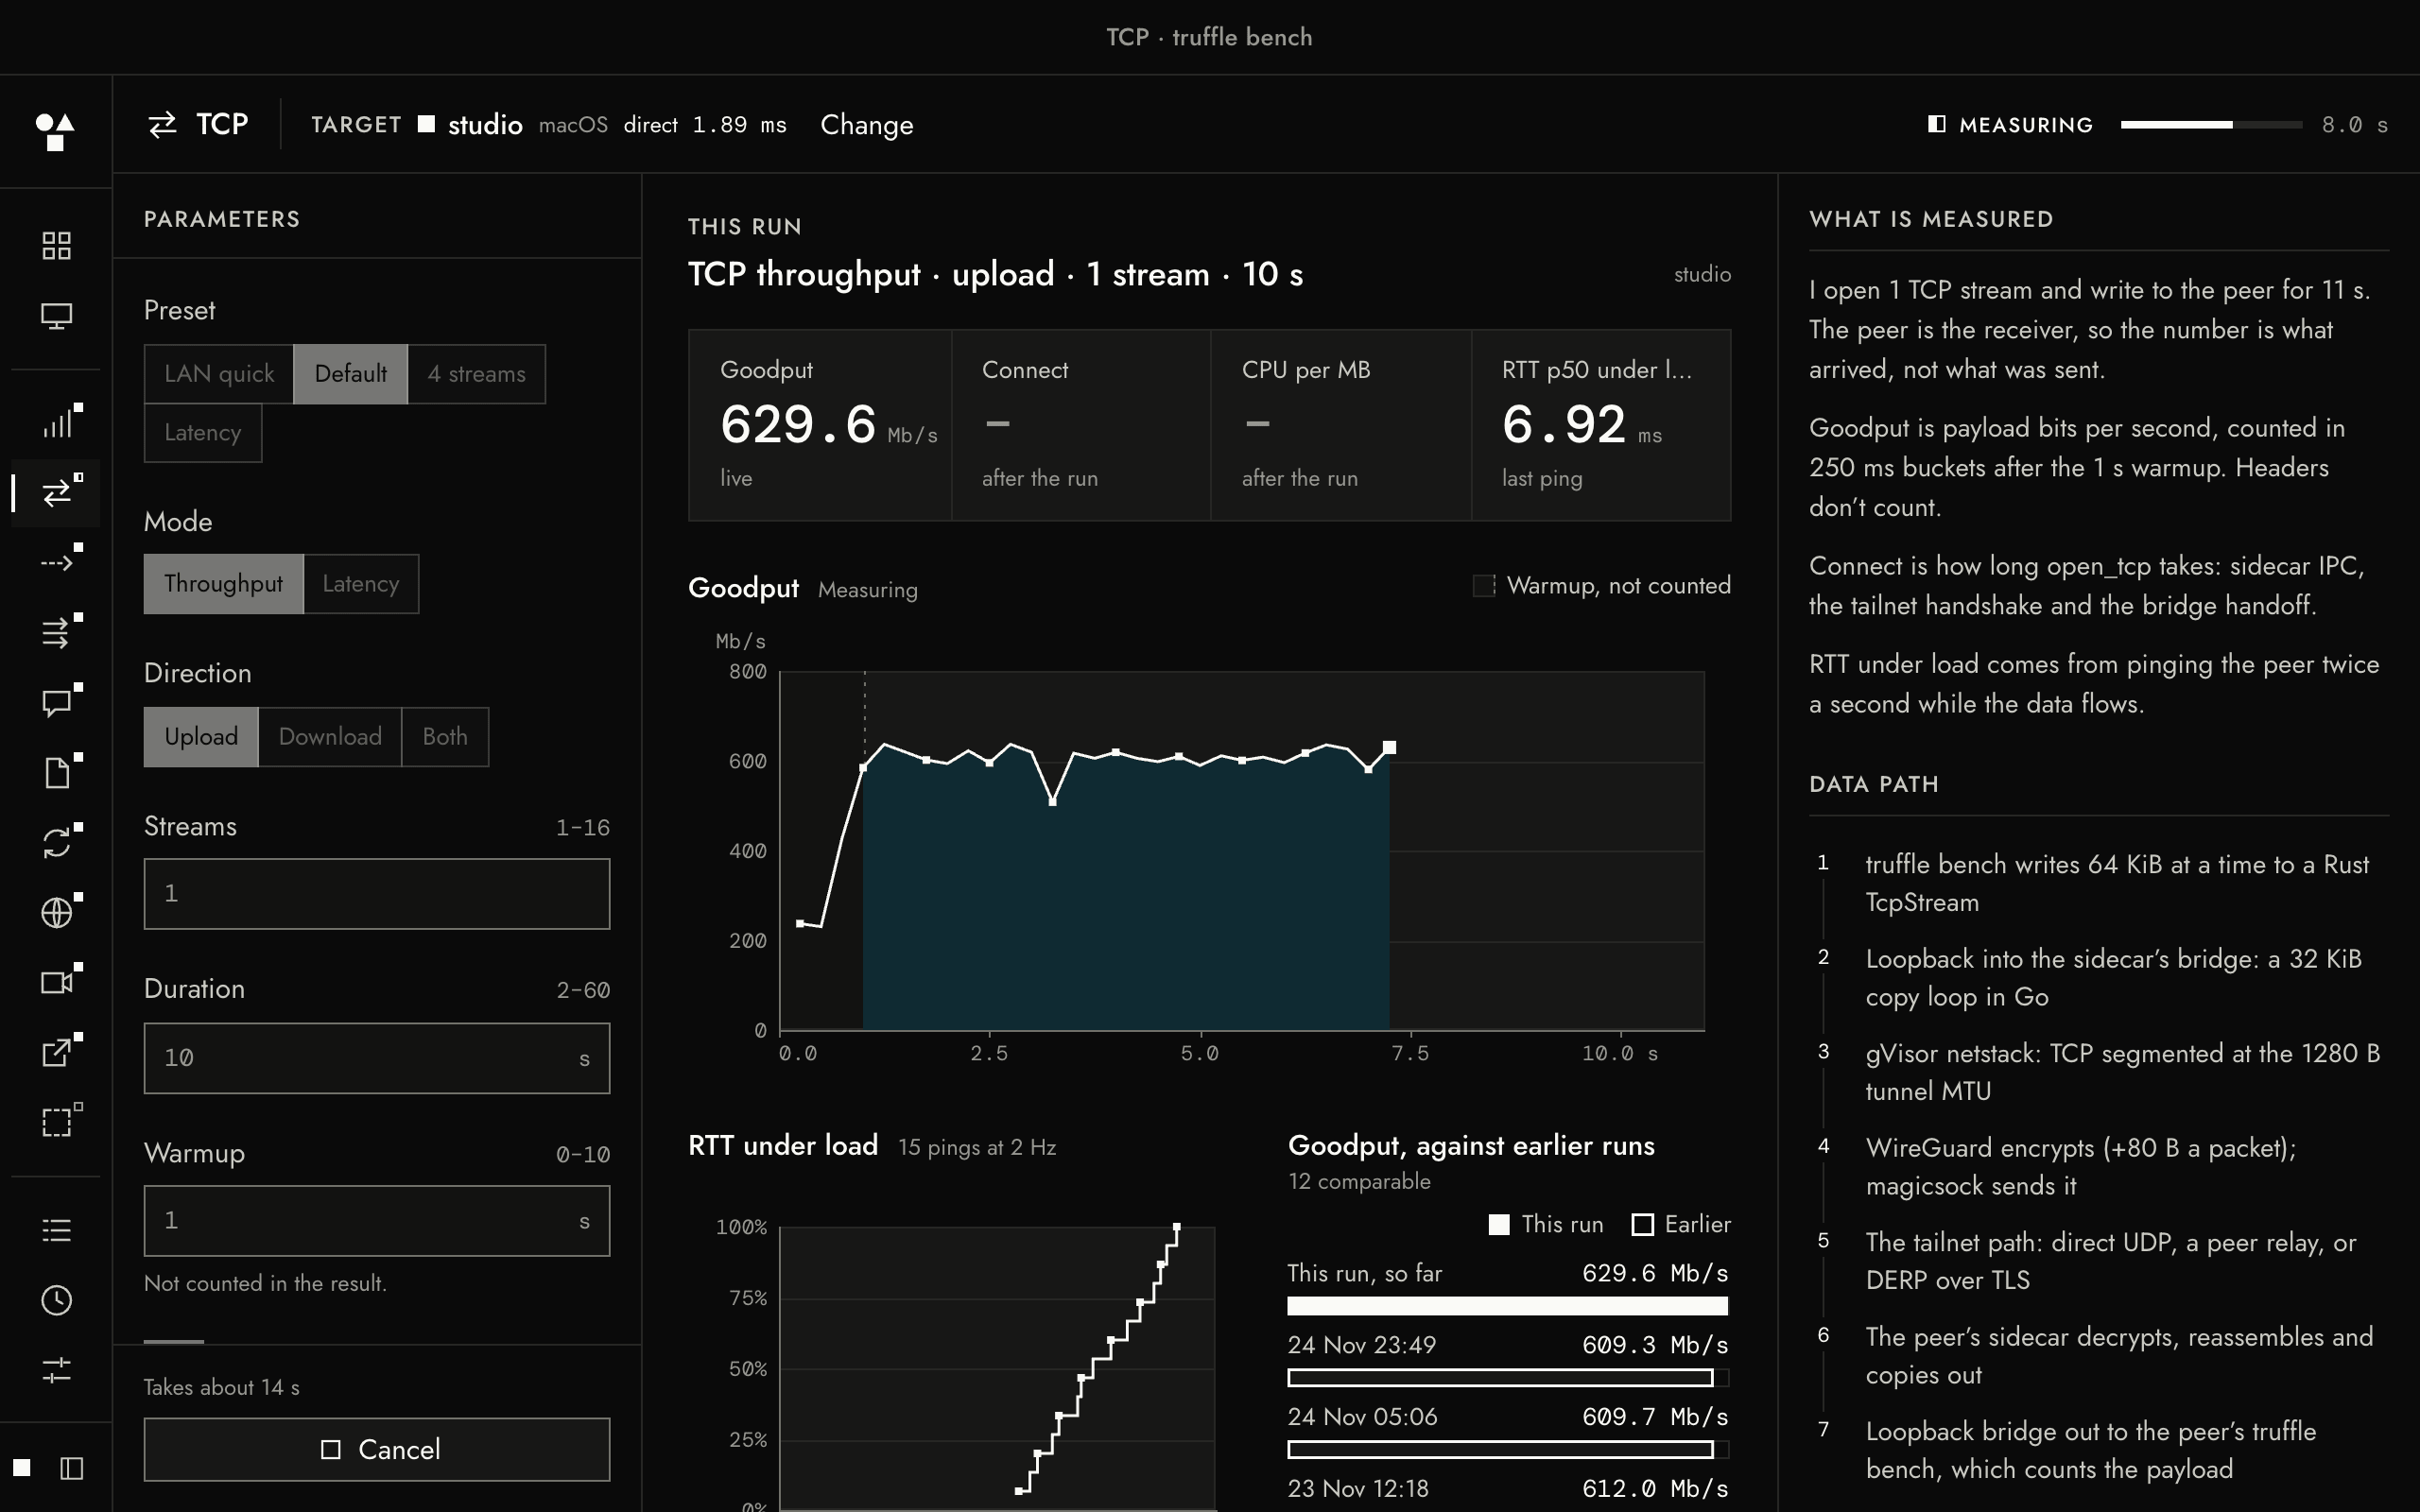 TCP · truffle bench
TCP
TARGET studio macOS direct 1.89 ms Change
MEASURING 8.0 s
PARAMETERS
Preset
LAN quick Default 4 streams
Latency
Mode
Throughput Latency
Direction
Upload Download Both
Streams 1–16
1
Duration 2–60
10 s
Warmup 0–10
1 s
Not counted in the result.
Takes about 14 s
Cancel
THIS RUN
TCP throughput · upload · 1 stream · 10 s
studio
Goodput
629.6 Mb/s
live
Connect
–
after the run
CPU per MB
–
after the run
RTT p50 under l…
6.92 ms
last ping
Goodput Measuring
Warmup, not counted
Mb/s
800
600
400
200
0
0.0 2.5 5.0 7.5 10.0 s
RTT under load 15 pings at 2 Hz
100%
75%
50%
25%
0%
Goodput, against earlier runs
12 comparable
This run Earlier
This run, so far 629.6 Mb/s
24 Nov 23:49 609.3 Mb/s
24 Nov 05:06 609.7 Mb/s
23 Nov 12:18 612.0 Mb/s
WHAT IS MEASURED
I open 1 TCP stream and write to the peer for 11 s.
The peer is the receiver, so the number is what
arrived, not what was sent.
Goodput is payload bits per second, counted in
250 ms buckets after the 1 s warmup. Headers
don’t count.
Connect is how long open_tcp takes: sidecar IPC,
the tailnet handshake and the bridge handoff.
RTT under load comes from pinging the peer twice
a second while the data flows.
DATA PATH
1 truffle bench writes 64 KiB at a time to a Rust
TcpStream
2 Loopback into the sidecar’s bridge: a 32 KiB
copy loop in Go
3 gVisor netstack: TCP segmented at the 1280 B
tunnel MTU
4 WireGuard encrypts (+80 B a packet);
magicsock sends it
5 The tailnet path: direct UDP, a peer relay, or
DERP over TLS
6 The peer’s sidecar decrypts, reassembles and
copies out
7 Loopback bridge out to the peer’s truffle
bench, which counts the payload